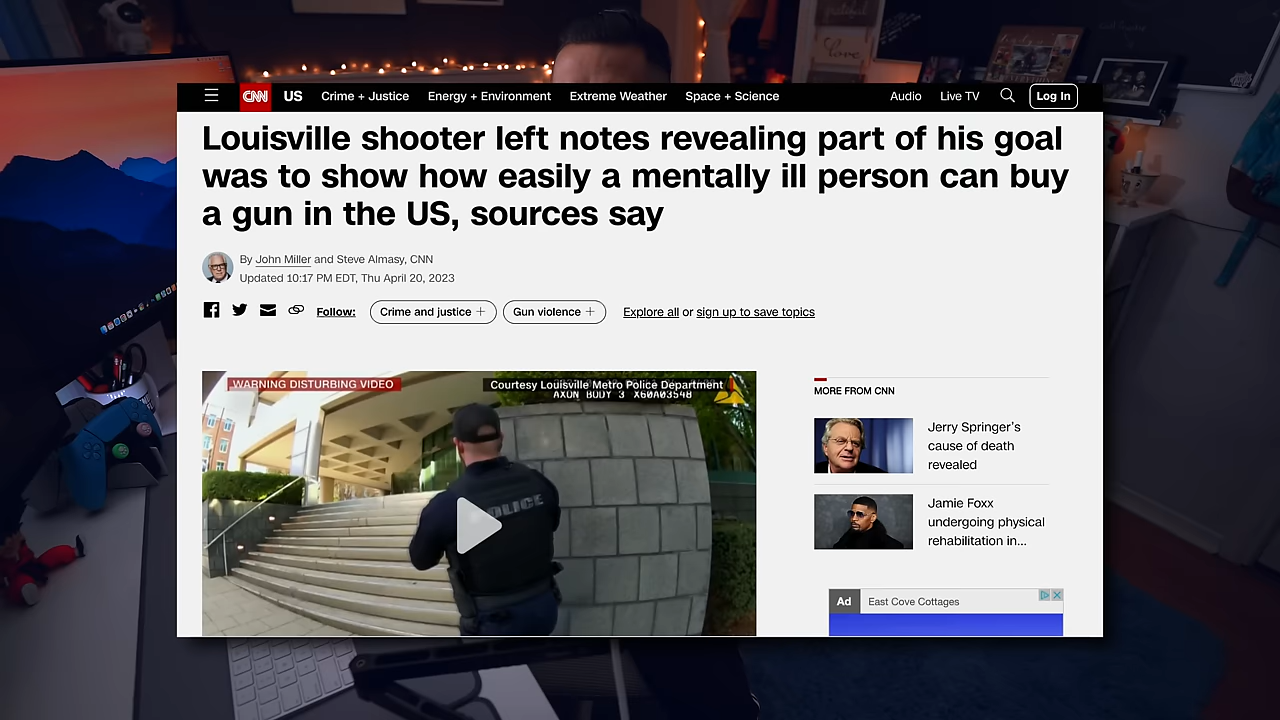 CNN US Crime + Justice Energy + Environment Extreme Weather Space + Science Audio Live TV Log In
Louisville shooter left notes revealing part of his goal
was to show how easily a mentally ill person can buy
a gun in the US, sources say
By John Miller and Steve Almasy, CNN
Updated 10:17 PM EDT, Thu April 20, 2023
Follow: Crime and justice + Gun violence + Explore all or sign up to save topics
WARNING DISTURBING VIDEO
Courtesy Louisville Metro Police Department
AXON BODY 3 X60A03548
POLICE
MORE FROM CNN
Jerry Springer's
cause of death
revealed
Jamie Foxx
undergoing physical
rehabilitation in...
Ad East Cove Cottages
love